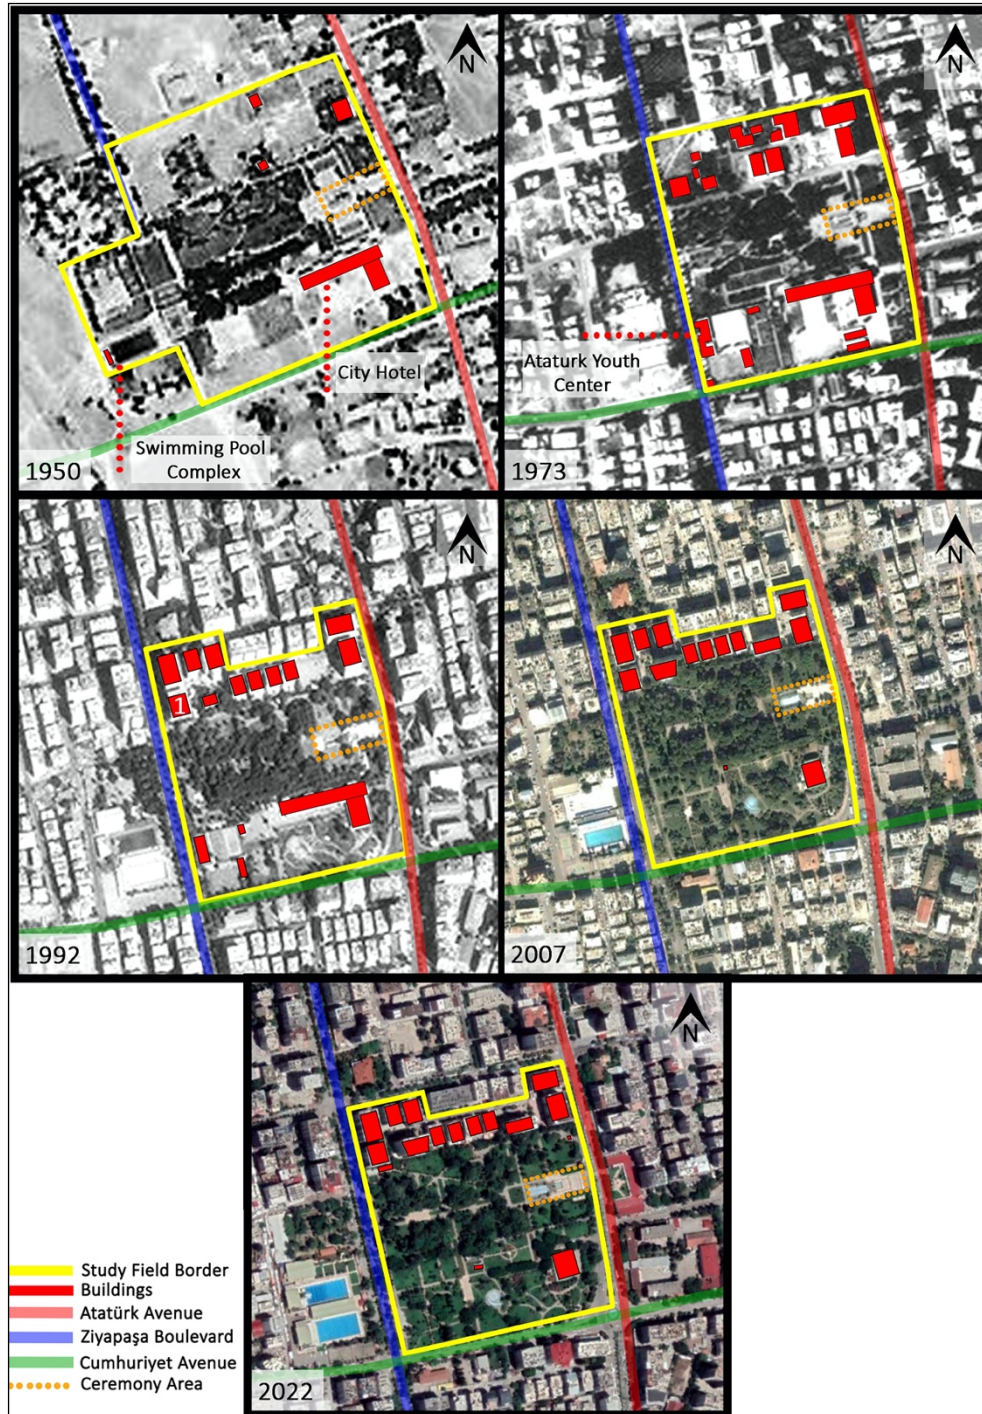 N
City Hotel
Swimming Pool
Complex
1950
N
Ataturk Youth
Center
1973
N
1
1992
N
2007
N
2022
Study Field Border
Buildings
Atatürk Avenue
Ziyapaşa Boulevard
Cumhuriyet Avenue
Ceremony Area